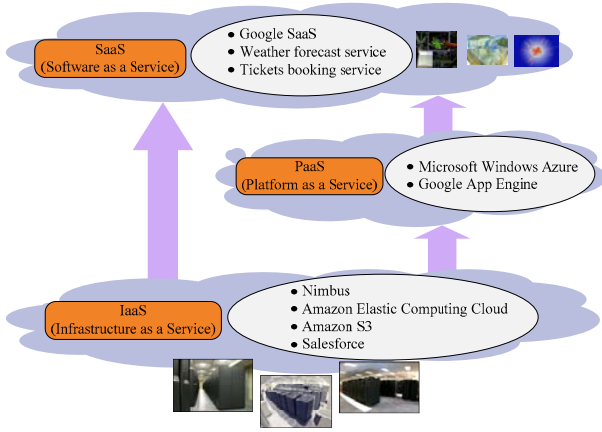 SaaS
(Software as a Service)
● Google SaaS
● Weather forecast service
● Tickets booking service
PaaS
(Platform as a Service)
● Microsoft Windows Azure
● Google App Engine
IaaS
(Infrastructure as a Service)
● Nimbus
● Amazon Elastic Computing Cloud
● Amazon S3
● Salesforce